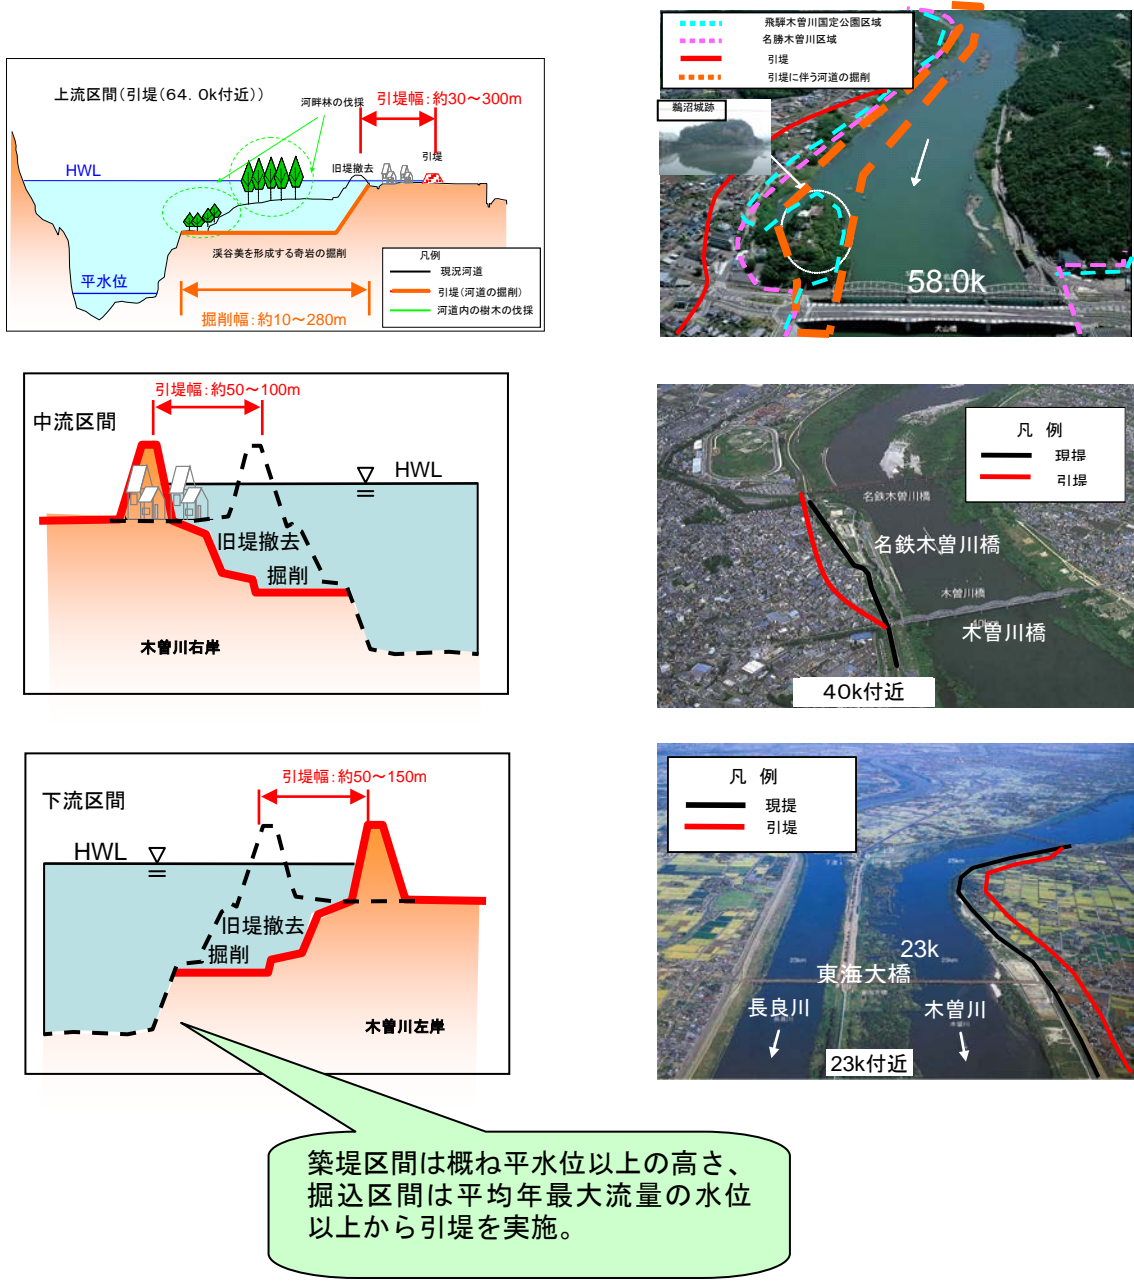 上流区間(引堤(64.0k付近))
河畔林の伐採
引堤幅:約30～300m
HWL
旧堤撤去
引堤
渓谷美を形成する奇岩の掘削
平水位
掘削幅:約10～280m
凡例
現況河道
引堤(河道の掘削)
河道内の樹木の伐採
飛騨木曽川国定公園区域
名勝木曽川区域
引堤
引堤に伴う河道の掘削
鵜沼城跡
58.0k
犬山橋
中流区間
引堤幅:約50～100m
HWL
旧堤撤去
掘削
木曽川右岸
凡 例
現提
引堤
名鉄木曽川橋
名鉄木曽川橋
木曽川橋
木曽川橋
40k付近
下流区間
引堤幅:約50～150m
HWL
旧堤撤去
掘削
木曽川左岸
凡 例
現提
引堤
25km
23k
23km
23km
東海大橋
長良川
木曽川
23k付近
築堤区間は概ね平水位以上の高さ、
掘込区間は平均年最大流量の水位
以上から引堤を実施。